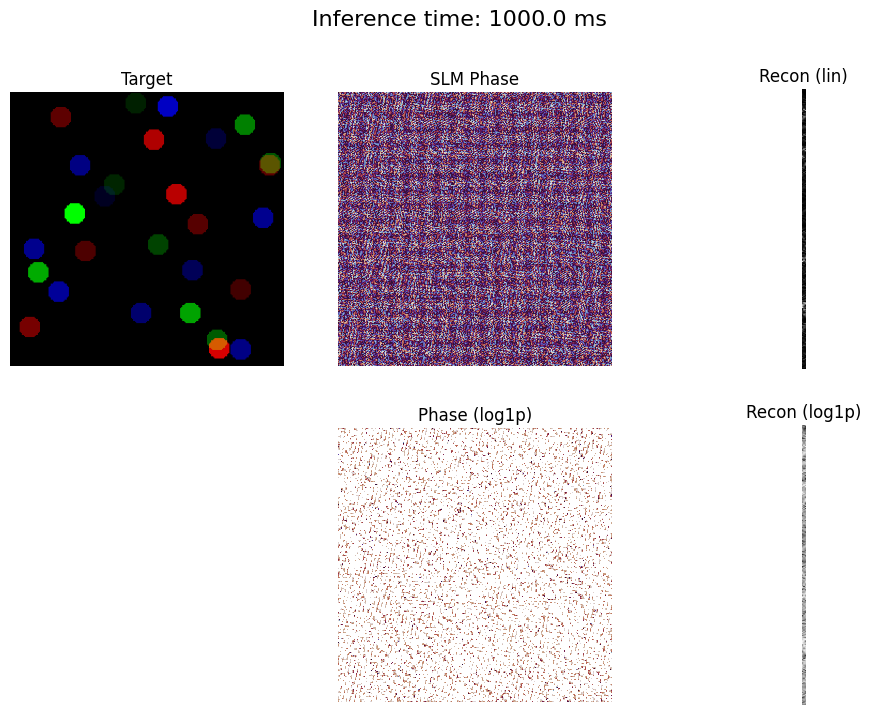 Inference time: 1000.0 ms
Target
SLM Phase
Recon (lin)
Phase (log1p)
Recon (log1p)